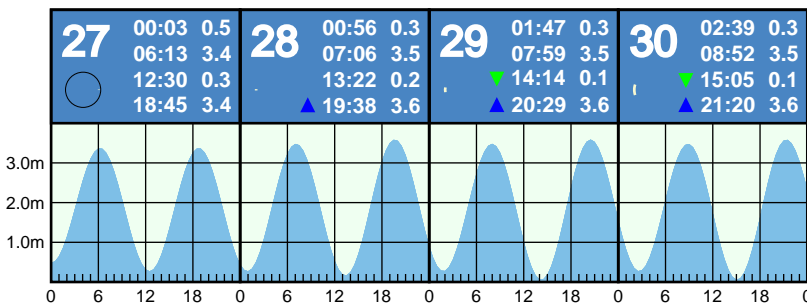 27 00:03 0.5
06:13 3.4
12:30 0.3
18:45 3.4
28 00:56 0.3
07:06 3.5
13:22 0.2
▲ 19:38 3.6
29 01:47 0.3
07:59 3.5
▼ 14:14 0.1
▲ 20:29 3.6
30 02:39 0.3
08:52 3.5
▼ 15:05 0.1
▲ 21:20 3.6
3.0m
2.0m
1.0m
0 6 12 18 0 6 12 18 0 6 12 18 0 6 12 18 0